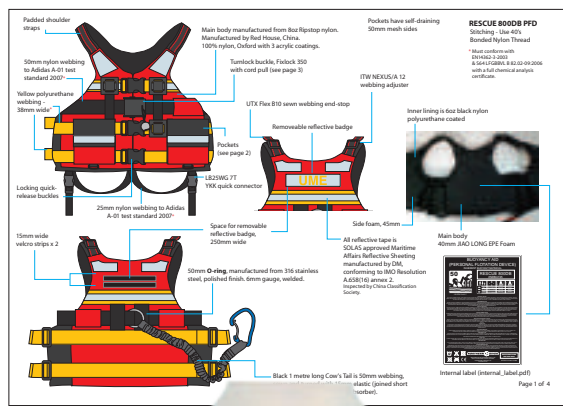 Padded shoulder
straps
Main body manufactured from 8oz Ripstop nylon.
Manufactured by Red House, China.
100% nylon, Oxford with 3 acrylic coatings.
Pockets have self-draining
50mm mesh sides
RESCUE 800DB PFD
Stitching - Use 40's
Bonded Nylon Thread
* Must conform with
EN14362-3-2003
& S64 LFGBBVL B 82.02-09:2006
with a full chemical analysis
certificate.
50mm nylon webbing
to Adidas A-01 test
standard 2007*
Turnlock buckle, Fixlock 350
with cord pull (see page 3)
ITW NEXUS/A 12
webbing adjuster
Yellow polyurethane
webbing -
38mm wide*
UTX Flex B10 sewn webbing end-stop
Inner lining is 6oz black nylon
polyurethane coated
Removeable reflective badge
Pockets
(see page 2)
UME
LB25WG 7T
YKK quick connector
Locking quick-
release buckles
25mm nylon webbing to Adidas
A-01 test standard 2007*
Side foam, 45mm
Main body
40mm JIAO LONG EPE Foam
15mm wide
velcro strips x 2
Space for removable
reflective badge,
250mm wide
All reflective tape is
SOLAS approved Maritime
Affairs Reflective Sheeting
manufactured by DM,
conforming to IMO Resolution
A.658(16) annex 2.
Inspected by China Classification
Society.
50mm O-ring, manufactured from 316 stainless
steel, polished finish. 6mm gauge, welded.
BUOYANCY AID
(PERSONAL FLOTATION DEVICE)
50
Black 1 metre long Cow's Tail is 50mm webbing,
elastic (joined short
Internal label (internal_label.pdf)
Page 1 of 4